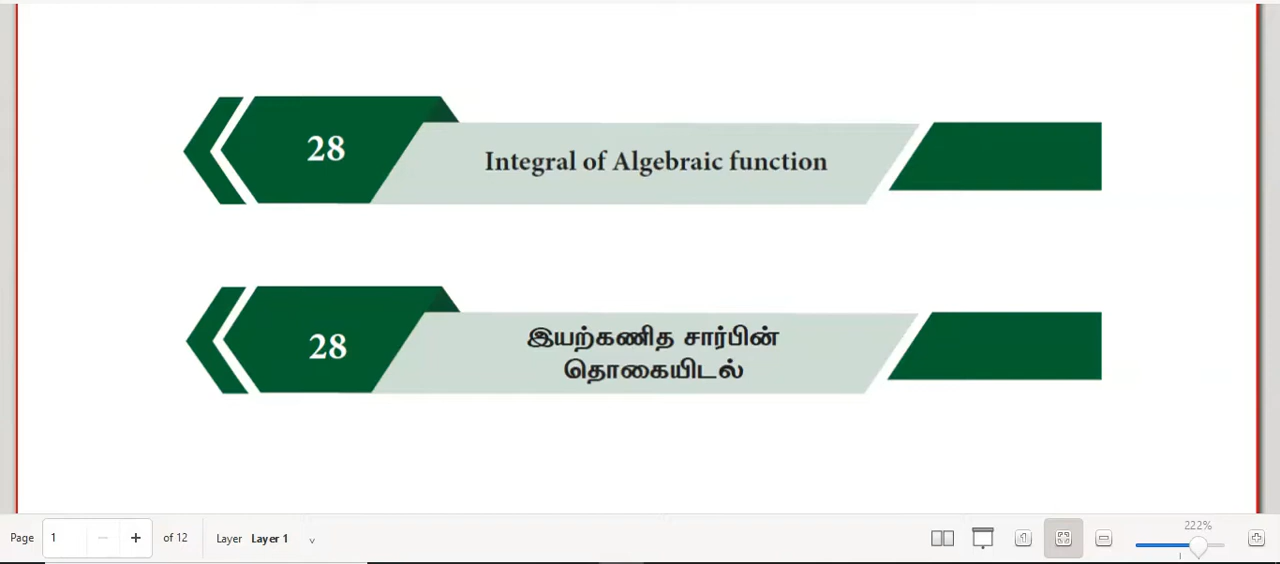 28
Integral of Algebraic function
28
இயற்கணித சார்பின்
தொகையிடல்
Page 1 of 12 Layer Layer 1 222%